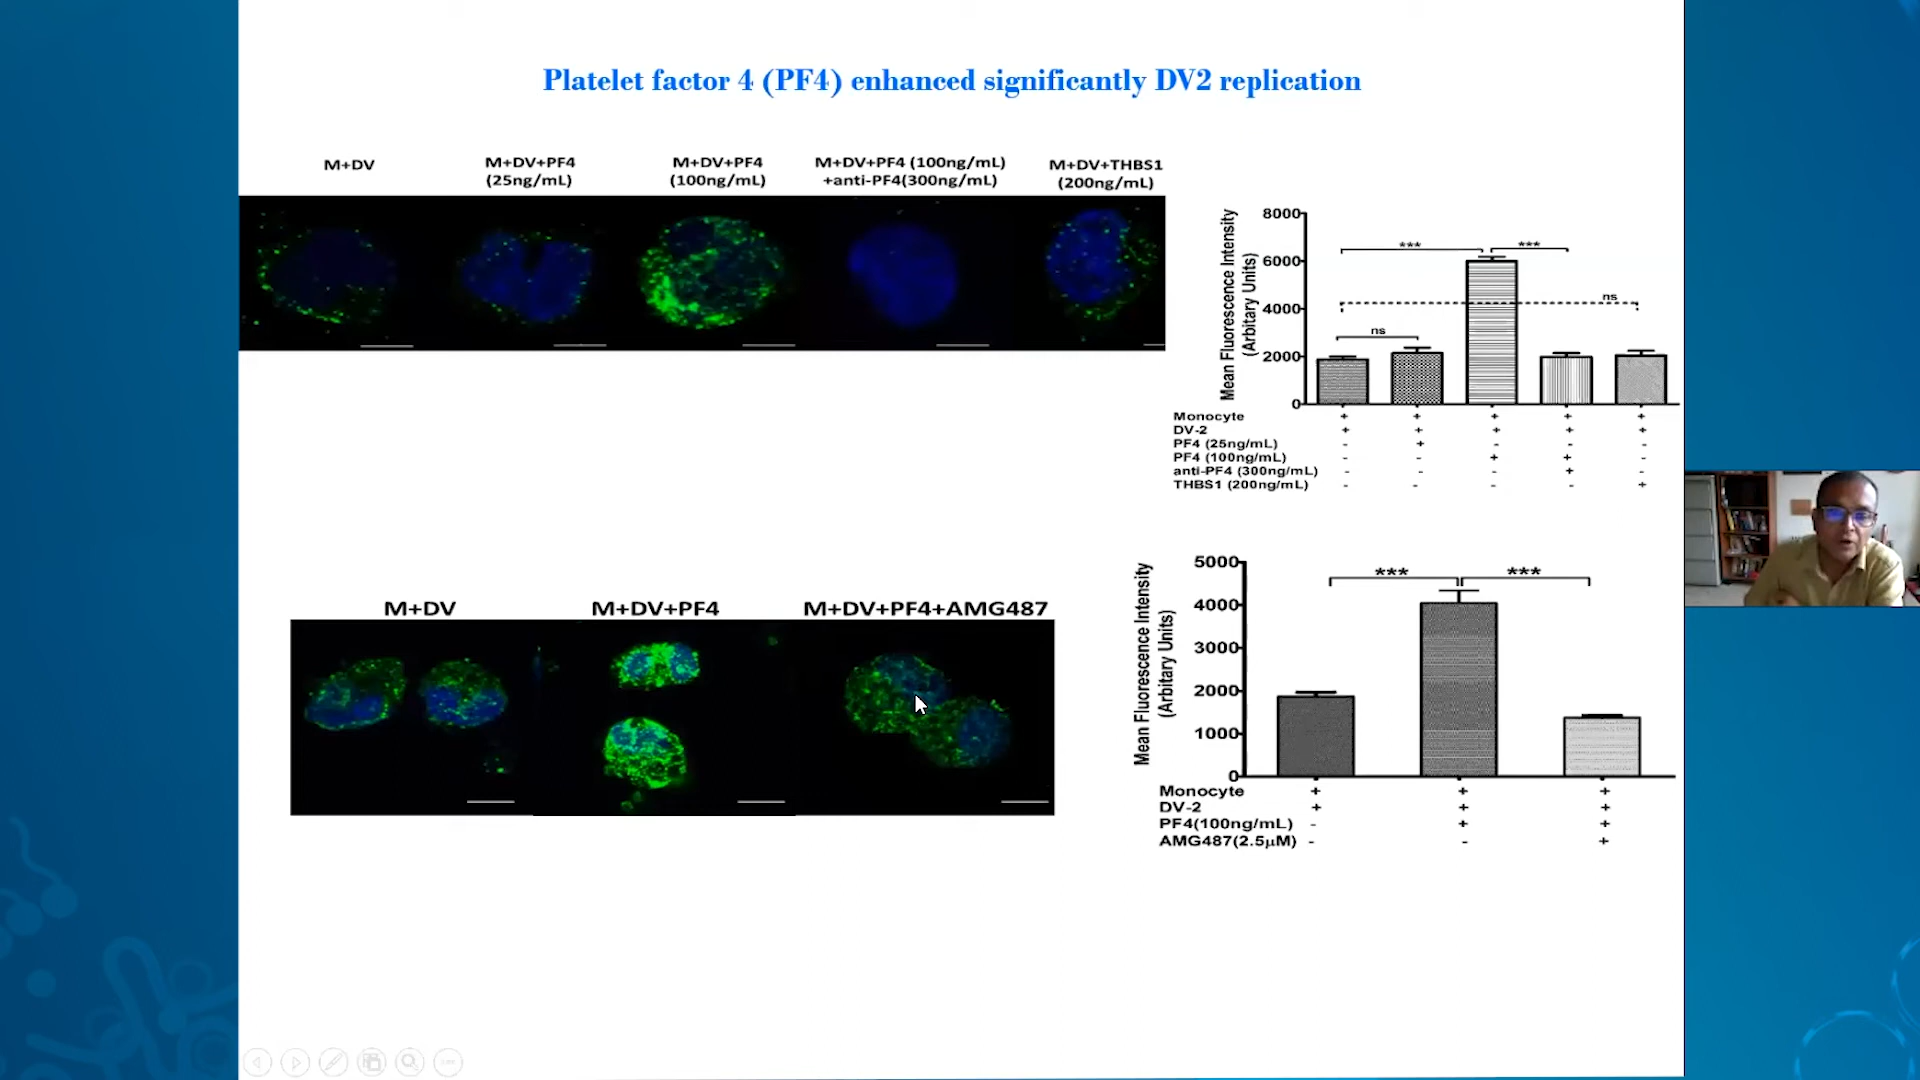 Platelet factor 4 (PF4) enhanced significantly DV2 replication
M+DV
M+DV+PF4
(25ng/mL)
M+DV+PF4
(100ng/mL)
M+DV+PF4 (100ng/mL)
+anti-PF4(300ng/mL)
M+DV+THBS1
(200ng/mL)
Mean Fluorescence Intensity
(Arbitary Units)
8000
6000
4000
2000
0
***
***
ns
ns
Monocyte + + + + +
DV-2 + + + + +
PF4 (25ng/mL) - + - - -
PF4 (100ng/mL) - - + + -
anti-PF4 (300ng/mL) - - - + -
THBS1 (200ng/mL) - - - - +
M+DV
M+DV+PF4
M+DV+PF4+AMG487
Mean Fluorescence Intensity
(Arbitary Units)
5000
4000
3000
2000
1000
0
***
***
Monocyte + + +
DV-2 + + +
PF4(100ng/mL) - + +
AMG487(2.5μM) - - +